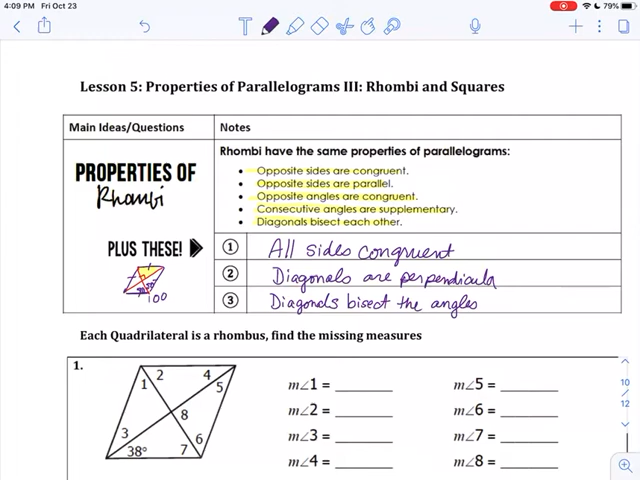 4:09 PM Fri Oct 23
79%
Lesson 5: Properties of Parallelograms III: Rhombi and Squares
Main Ideas/Questions
Notes
PROPERTIES OF
Rhombi
PLUS THESE!
100
Rhombi have the same properties of parallelograms:
• Opposite sides are congruent.
• Opposite sides are parallel.
• Opposite angles are congruent.
• Consecutive angles are supplementary.
• Diagonals bisect each other.
① All sides congruent
② Diagonals are perpendicular
③ Diagonals bisect the angles
Each Quadrilateral is a rhombus, find the missing measures
1.
1 2 4 5
8
3 38° 7 6
m∠1 = ________
m∠2 = ________
m∠3 = ________
m∠4 = ________
m∠5 = ________
m∠6 = ________
m∠7 = ________
m∠8 = ________
10
/
12